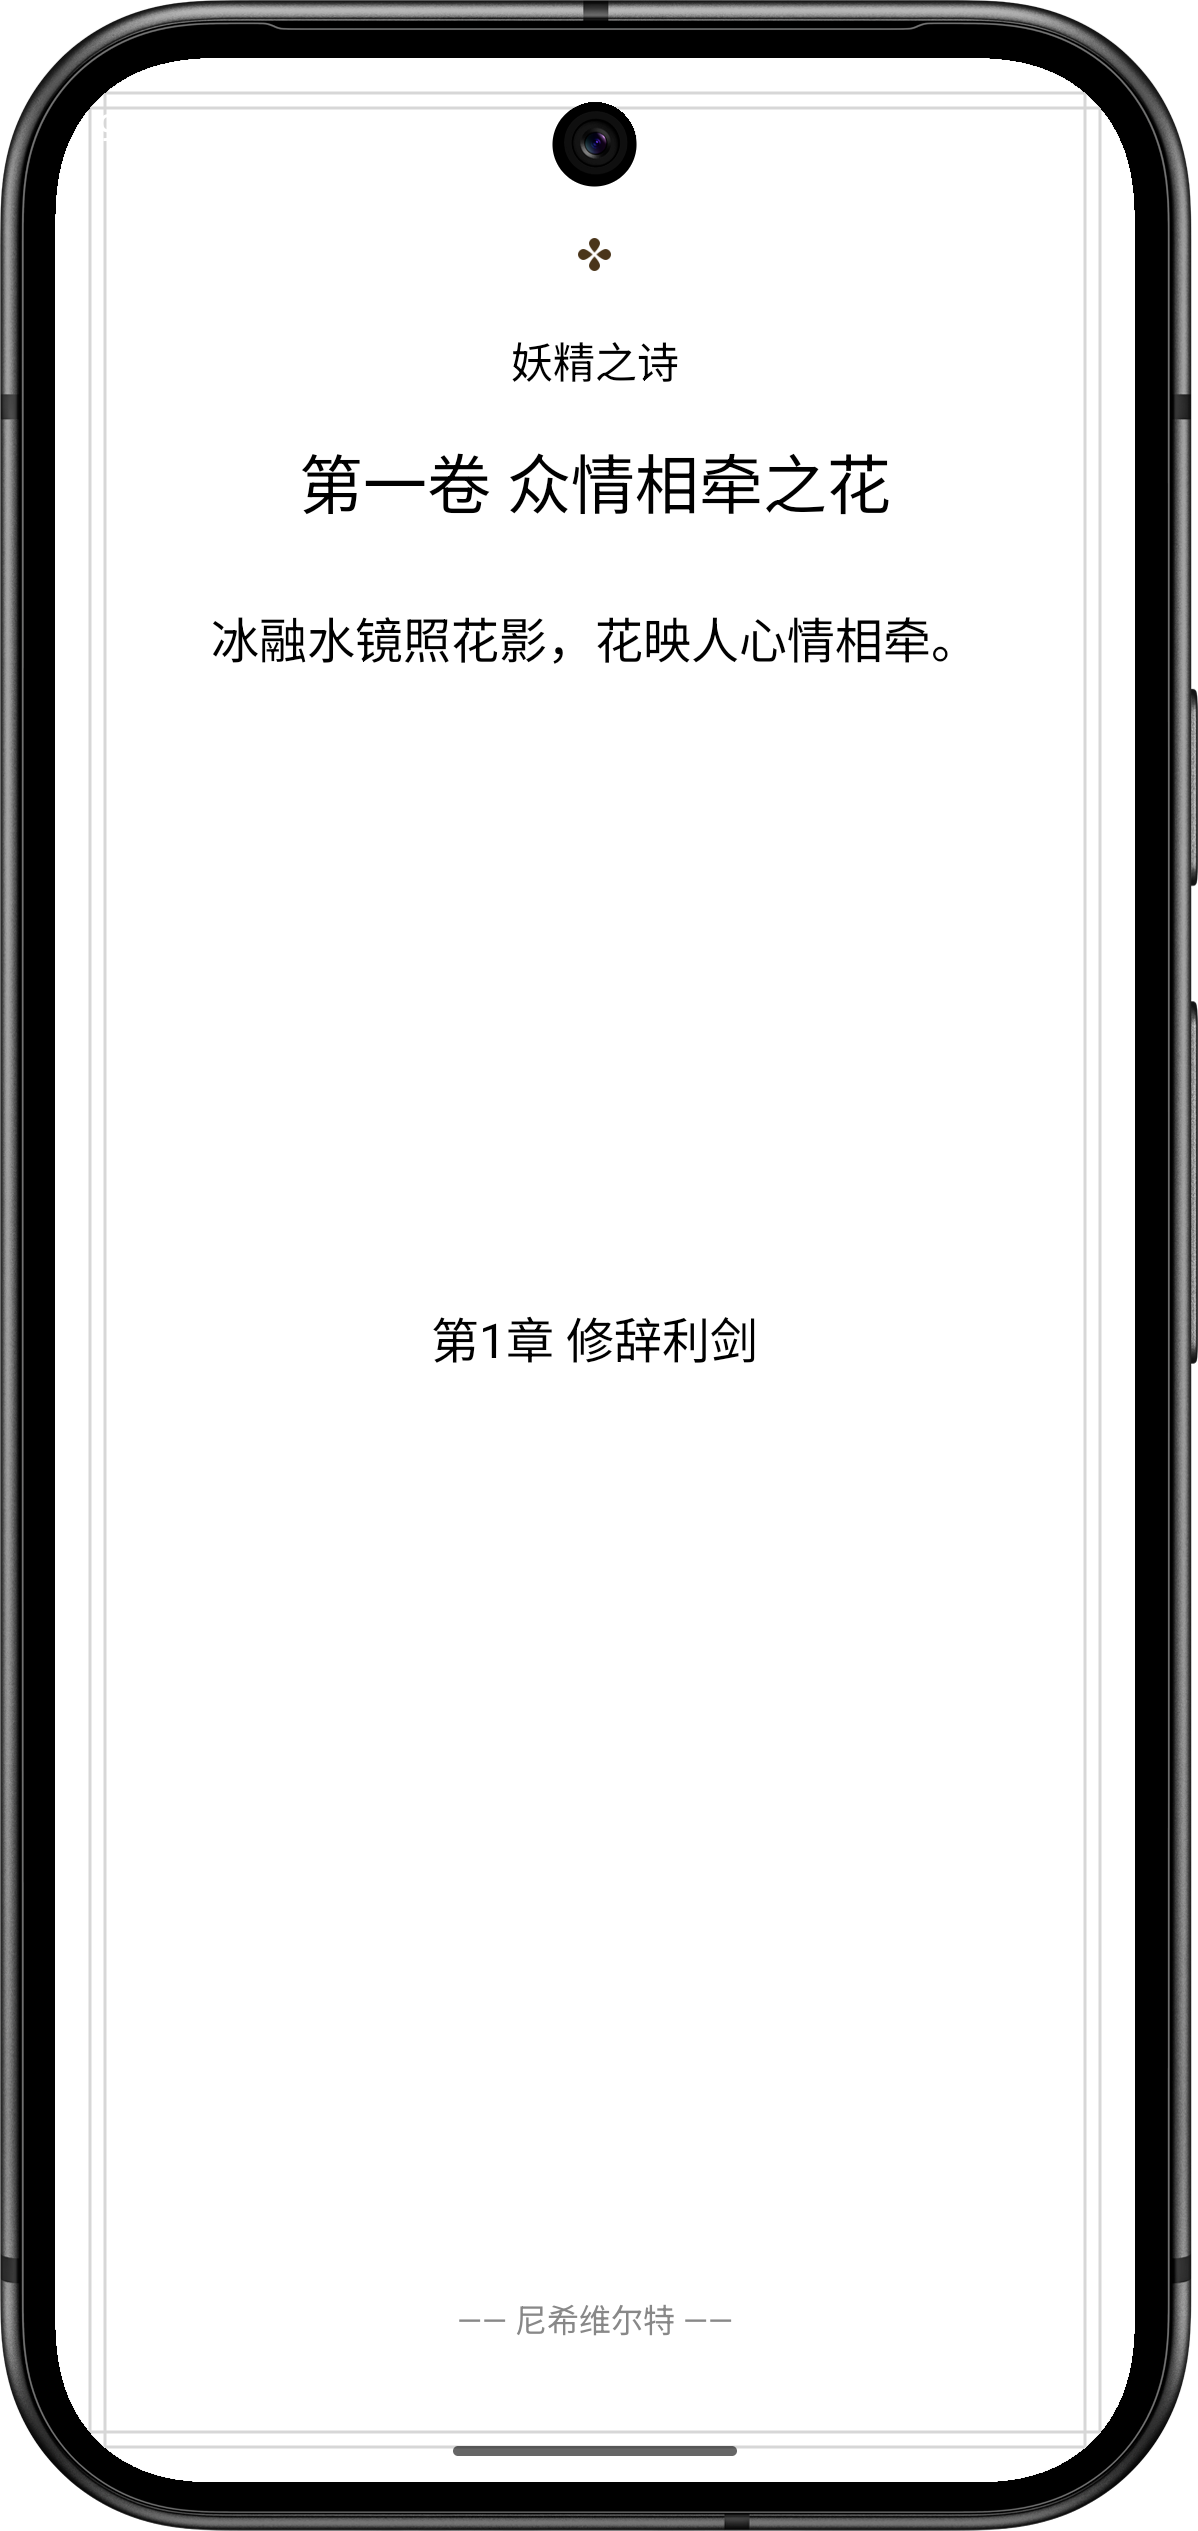 妖精之诗
第一卷 众情相牵之花
冰融水镜照花影，花映人心情相牵。
第1章 修辞利剑
—— 尼希维尔特 ——